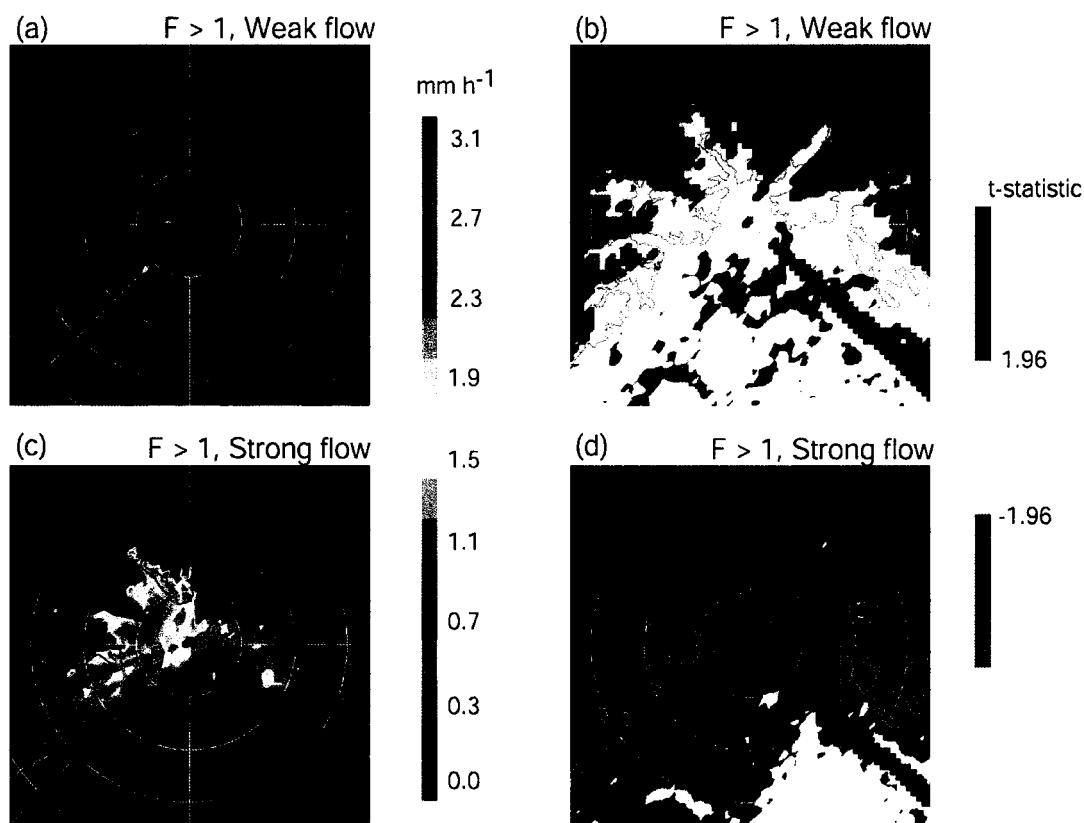 (a) F > 1, Weak flow
(b) F > 1, Weak flow
mm h-1
3.1
2.7
2.3
1.9
t-statistic
1.96
(c) F > 1, Strong flow
(d) F > 1, Strong flow
1.5
1.1
0.7
0.3
0.0
-1.96